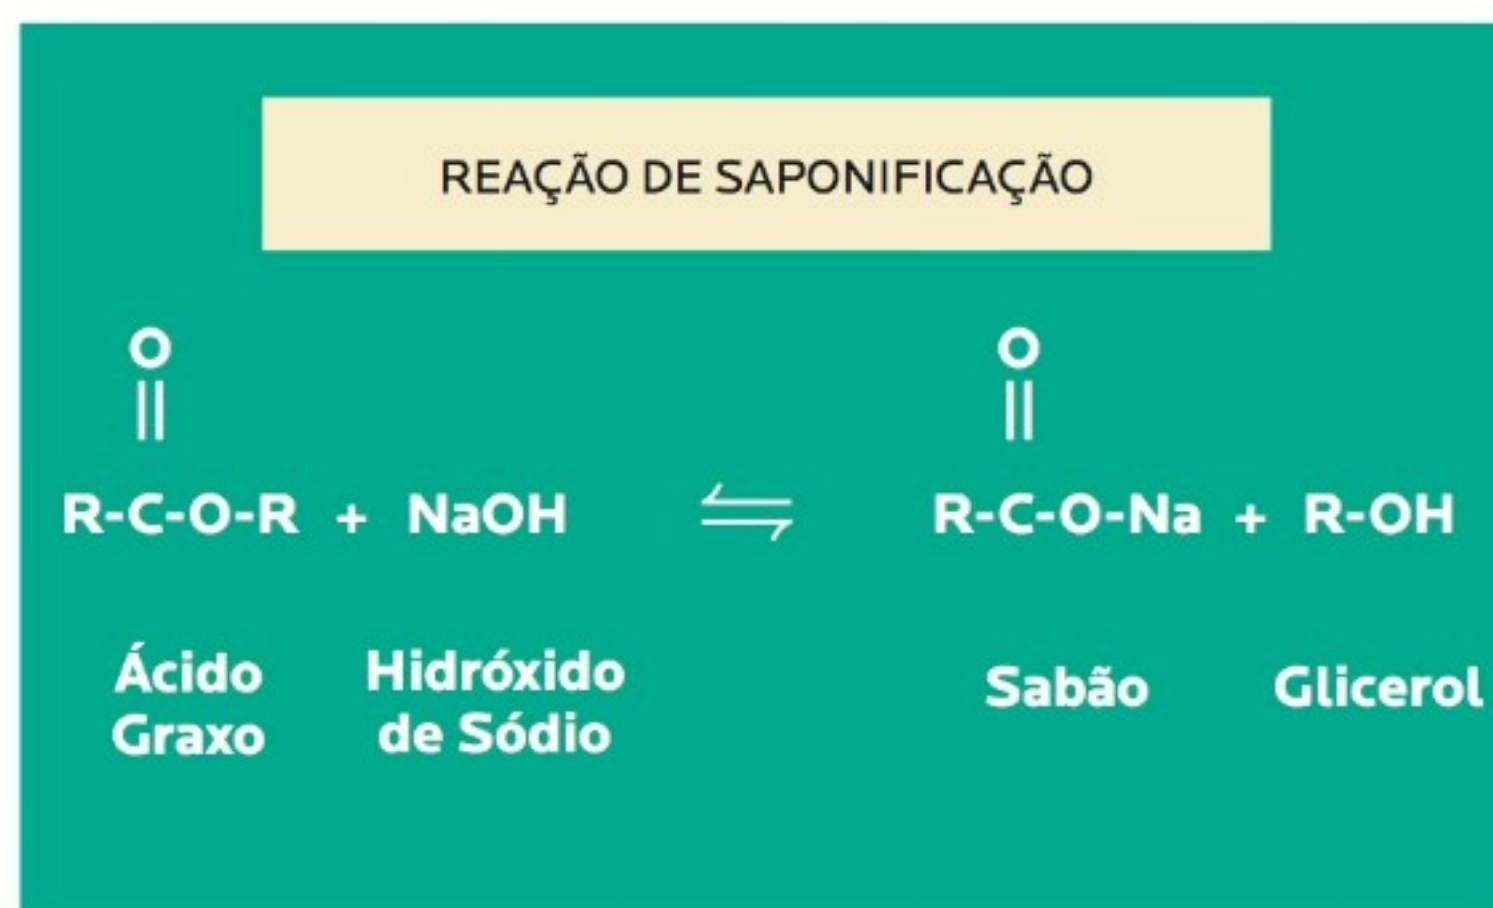 REAÇÃO DE SAPONIFICAÇÃO
O O
|| ||
R-C-O-R + NaOH ⇌ R-C-O-Na + R-OH
Ácido Graxo
Hidróxido de Sódio
Sabão
Glicerol